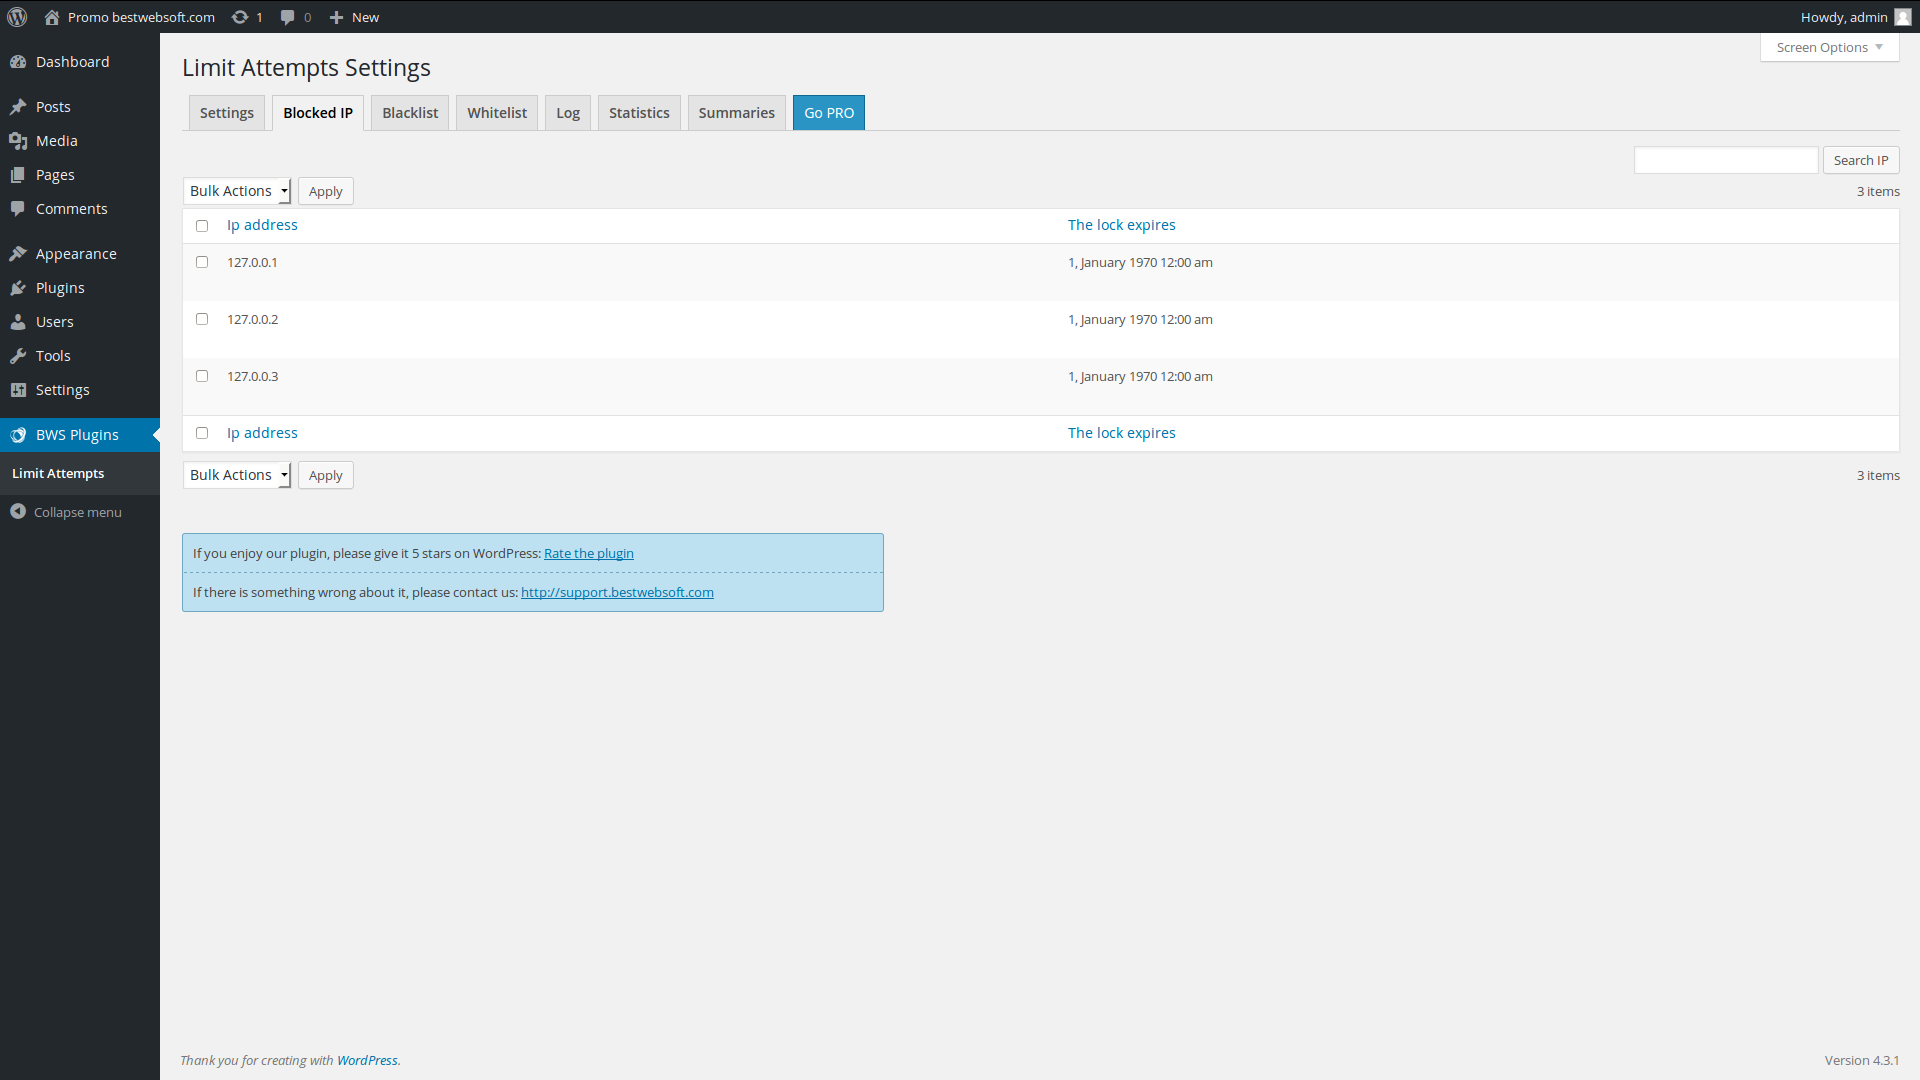 Promo bestwebsoft.com 1 0 New Howdy, admin
Screen Options
Dashboard
Posts
Media
Pages
Comments
Appearance
Plugins
Users
Tools
Settings
BWS Plugins
Limit Attempts
Collapse menu
Limit Attempts Settings
Settings Blocked IP Blacklist Whitelist Log Statistics Summaries Go PRO
Search IP
Bulk Actions Apply 3 items
Ip address The lock expires
127.0.0.1 1, January 1970 12:00 am
127.0.0.2 1, January 1970 12:00 am
127.0.0.3 1, January 1970 12:00 am
Ip address The lock expires
Bulk Actions Apply 3 items
If you enjoy our plugin, please give it 5 stars on WordPress: Rate the plugin
If there is something wrong about it, please contact us: http://support.bestwebsoft.com
Thank you for creating with WordPress. Version 4.3.1